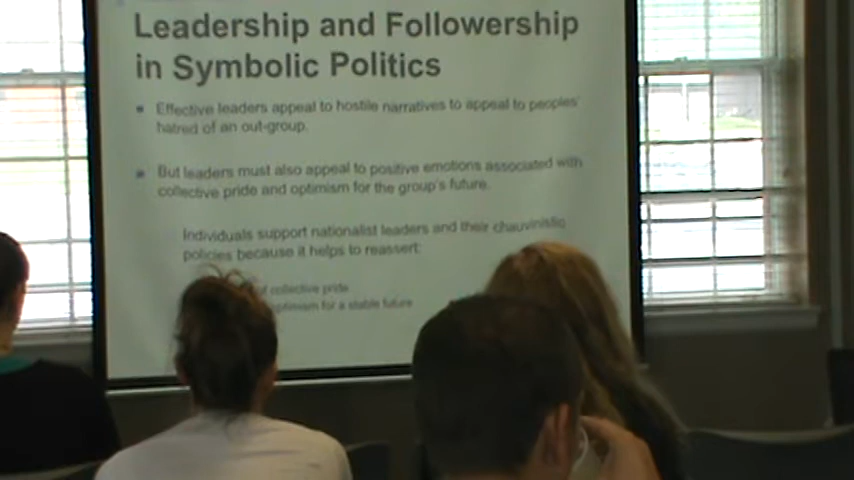 Leadership and Followership
in Symbolic Politics
Effective leaders appeal to hostile narratives to appeal to peoples'
hatred of an out-group.
But leaders must also appeal to positive emotions associated with
collective pride and optimism for the group's future.
Individuals support nationalist leaders and their chauvinistic
policies because it helps to reassert:
of collective pride
optimism for a stable future